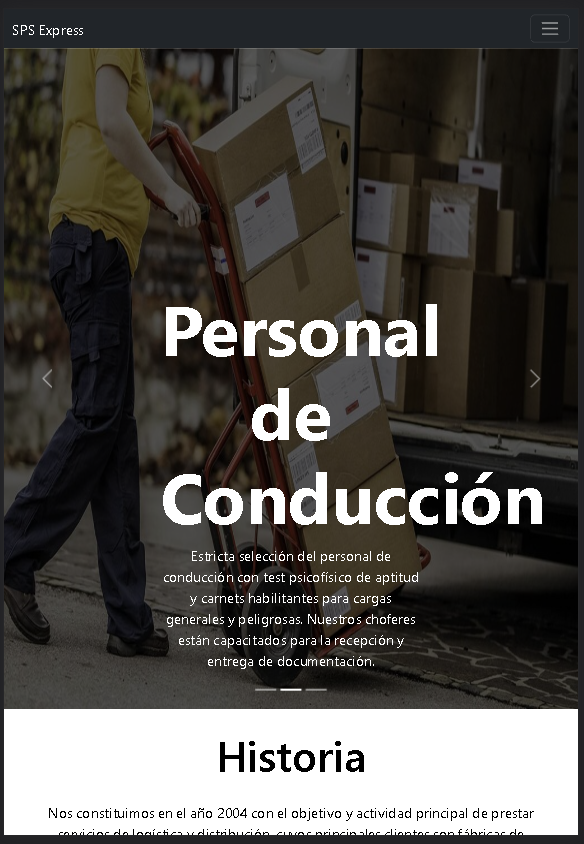 SPS Express
Personal
de
Conducción
Estricta selección del personal de
conducción con test psicofísico de aptitud
y carnets habilitantes para cargas
generales y peligrosas. Nuestros choferes
están capacitados para la recepción y
entrega de documentación.
Historia
Nos constituimos en el año 2004 con el objetivo y actividad principal de prestar
servicios de logística y distribución, cuyos principales clientes son fábricas de